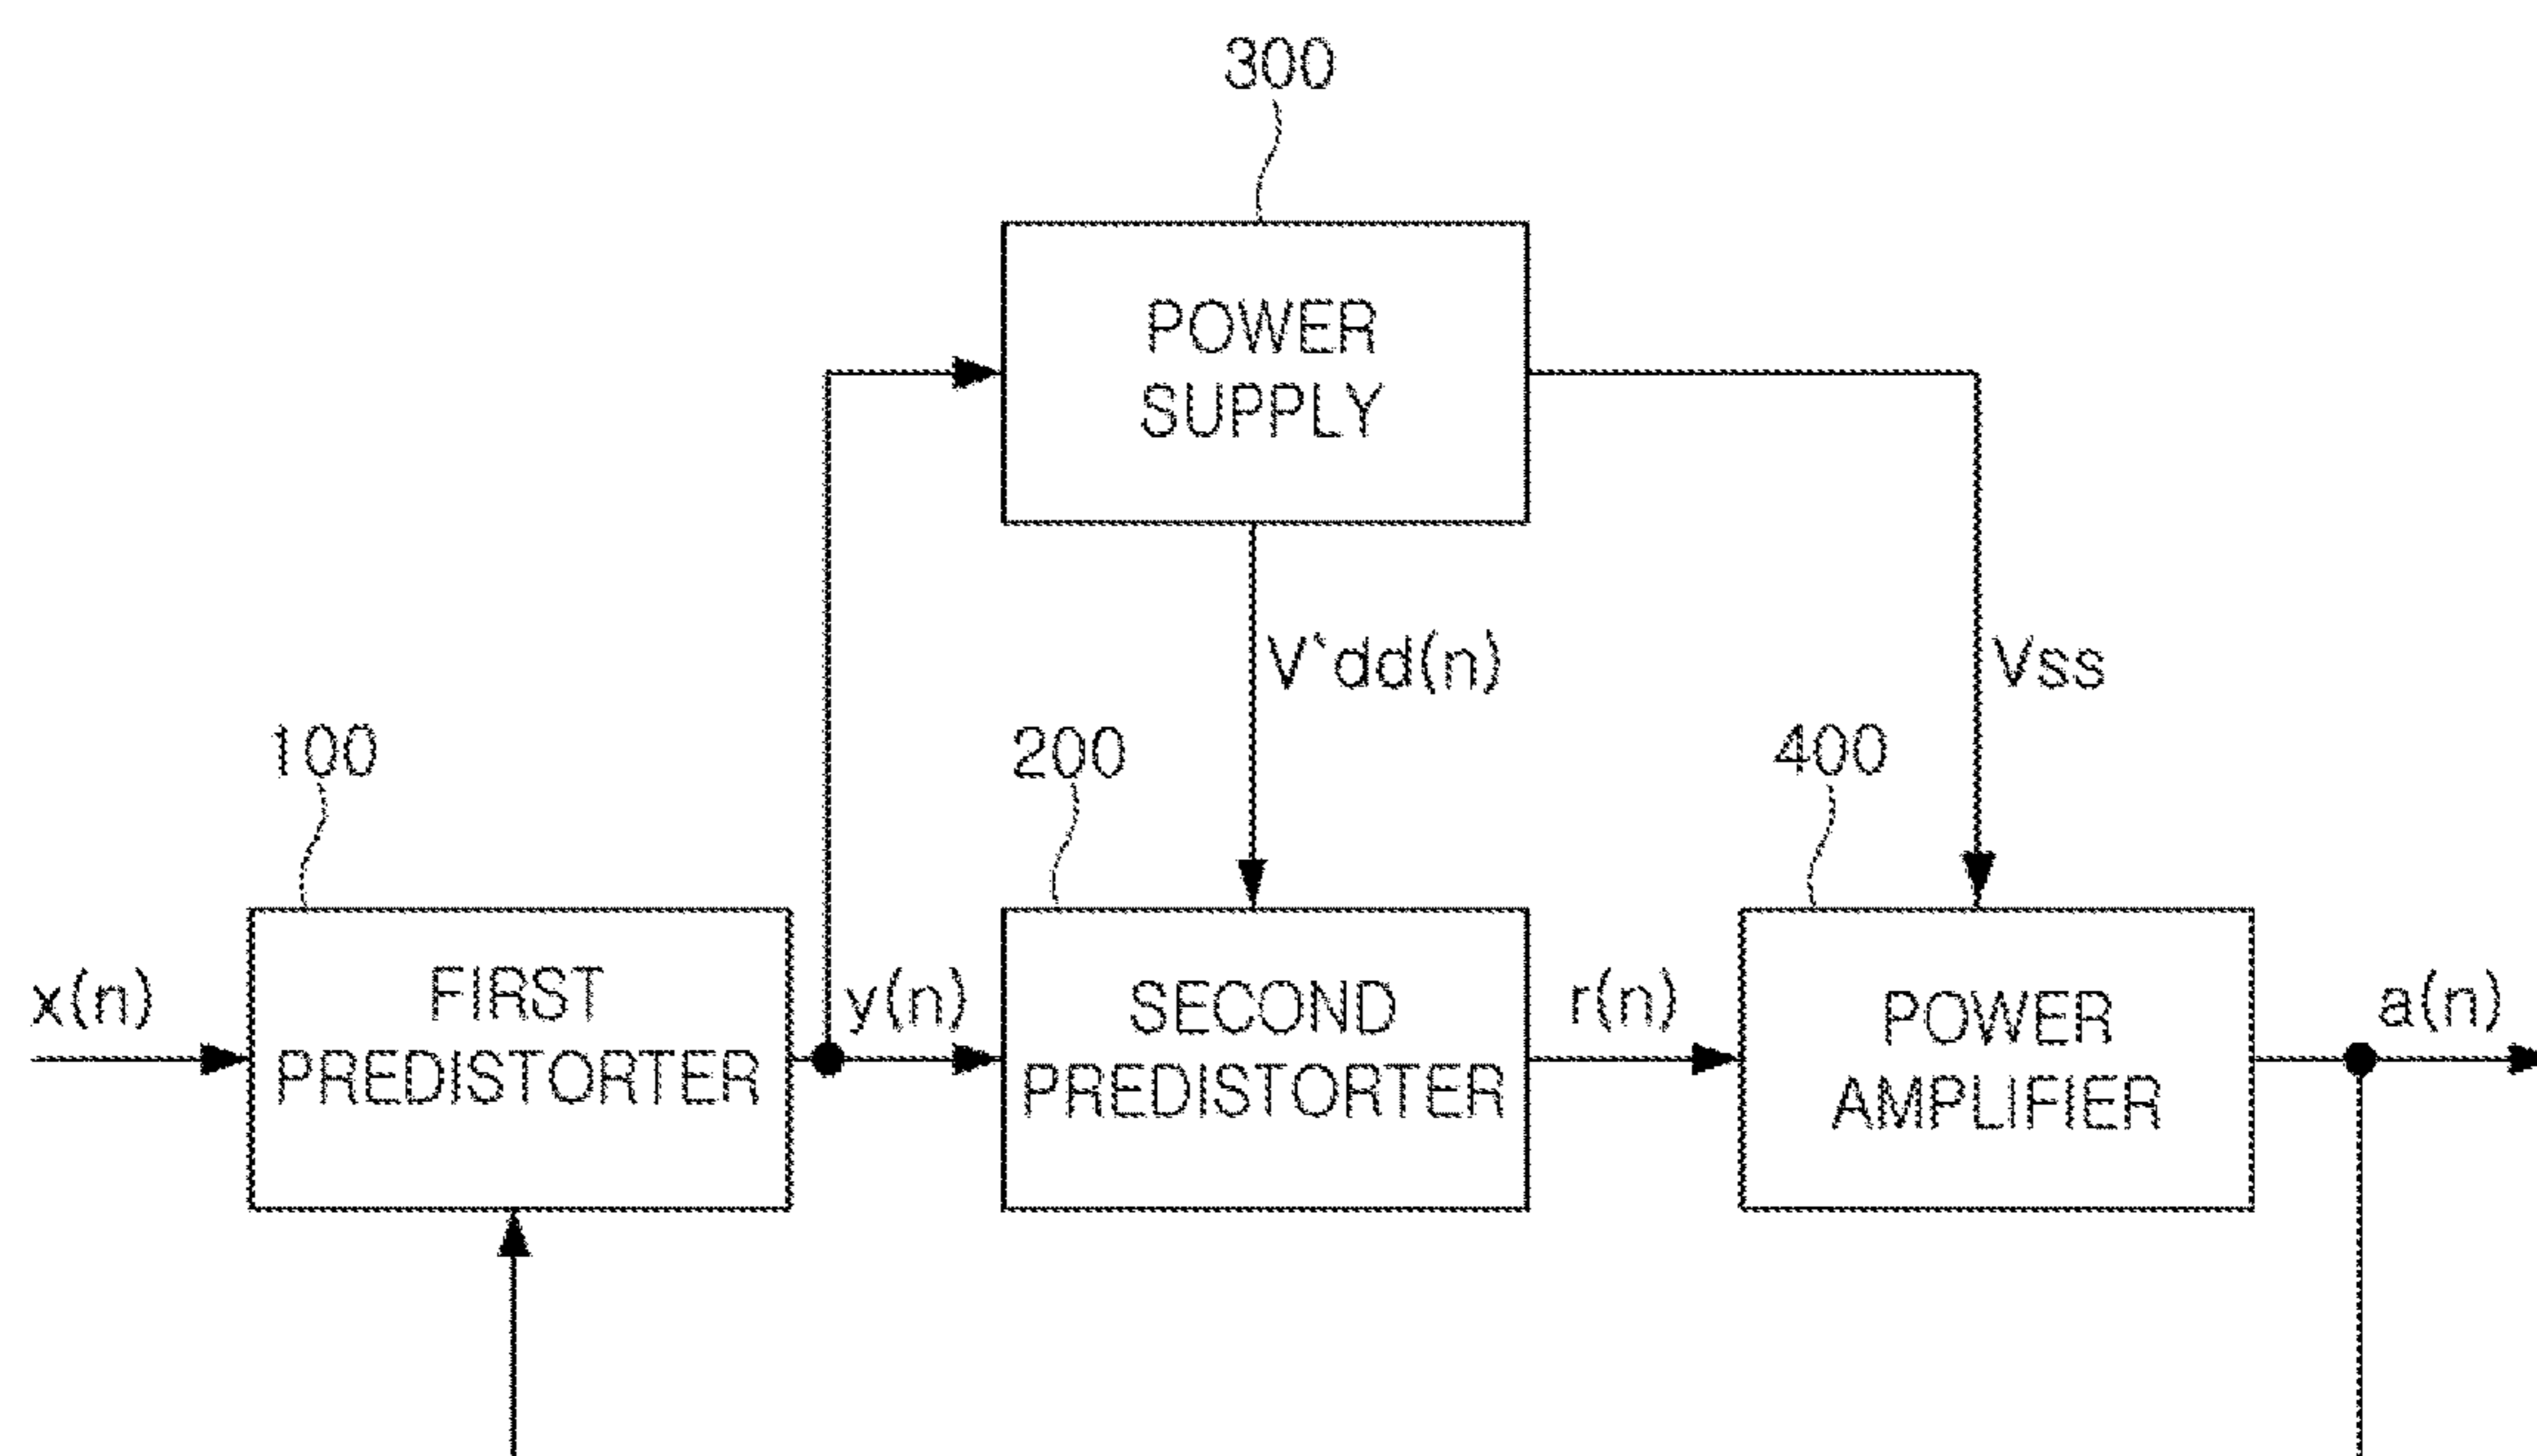 300
POWER
SUPPLY
V`dd(n)
Vss
100
200
400
x(n)
FIRST
PREDISTORTER
y(n)
SECOND
PREDISTORTER
r(n)
POWER
AMPLIFIER
a(n)